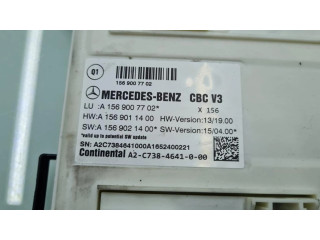 Q1
156 900 77 02
MERCEDES-BENZ CBC V3
LU :A 156 900 77 02* X 156
HW:A 156 901 14 00 HW-Version:13/19.00
SW:A 156 902 14 00* SW-Version:15/04.00*
*valid up to potential SW Update
SN: A2C7384641000A1652400221
Continental A2-C738-4641-0-00